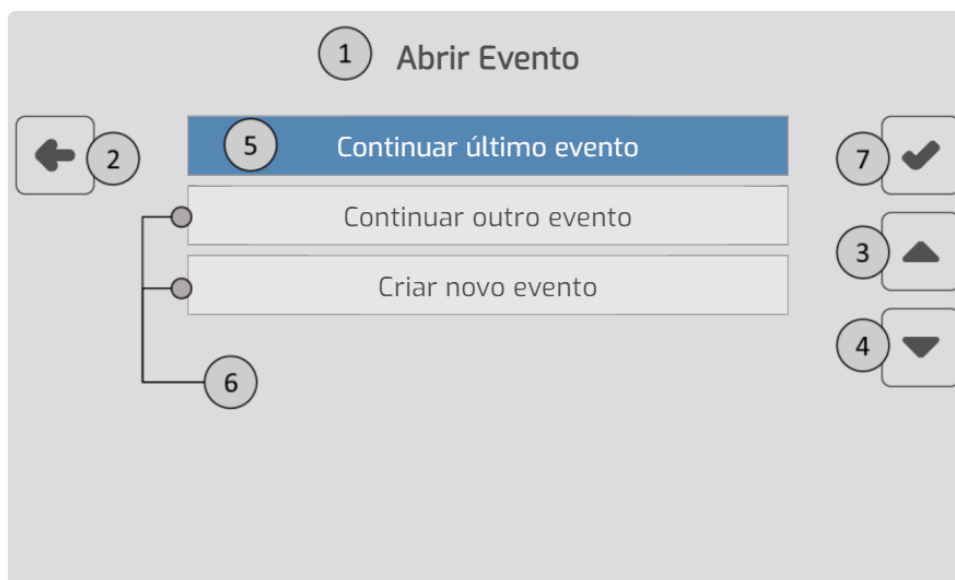 1 Abrir Evento
5 Continuar último evento
2
7
Continuar outro evento
3
Criar novo evento
4
6